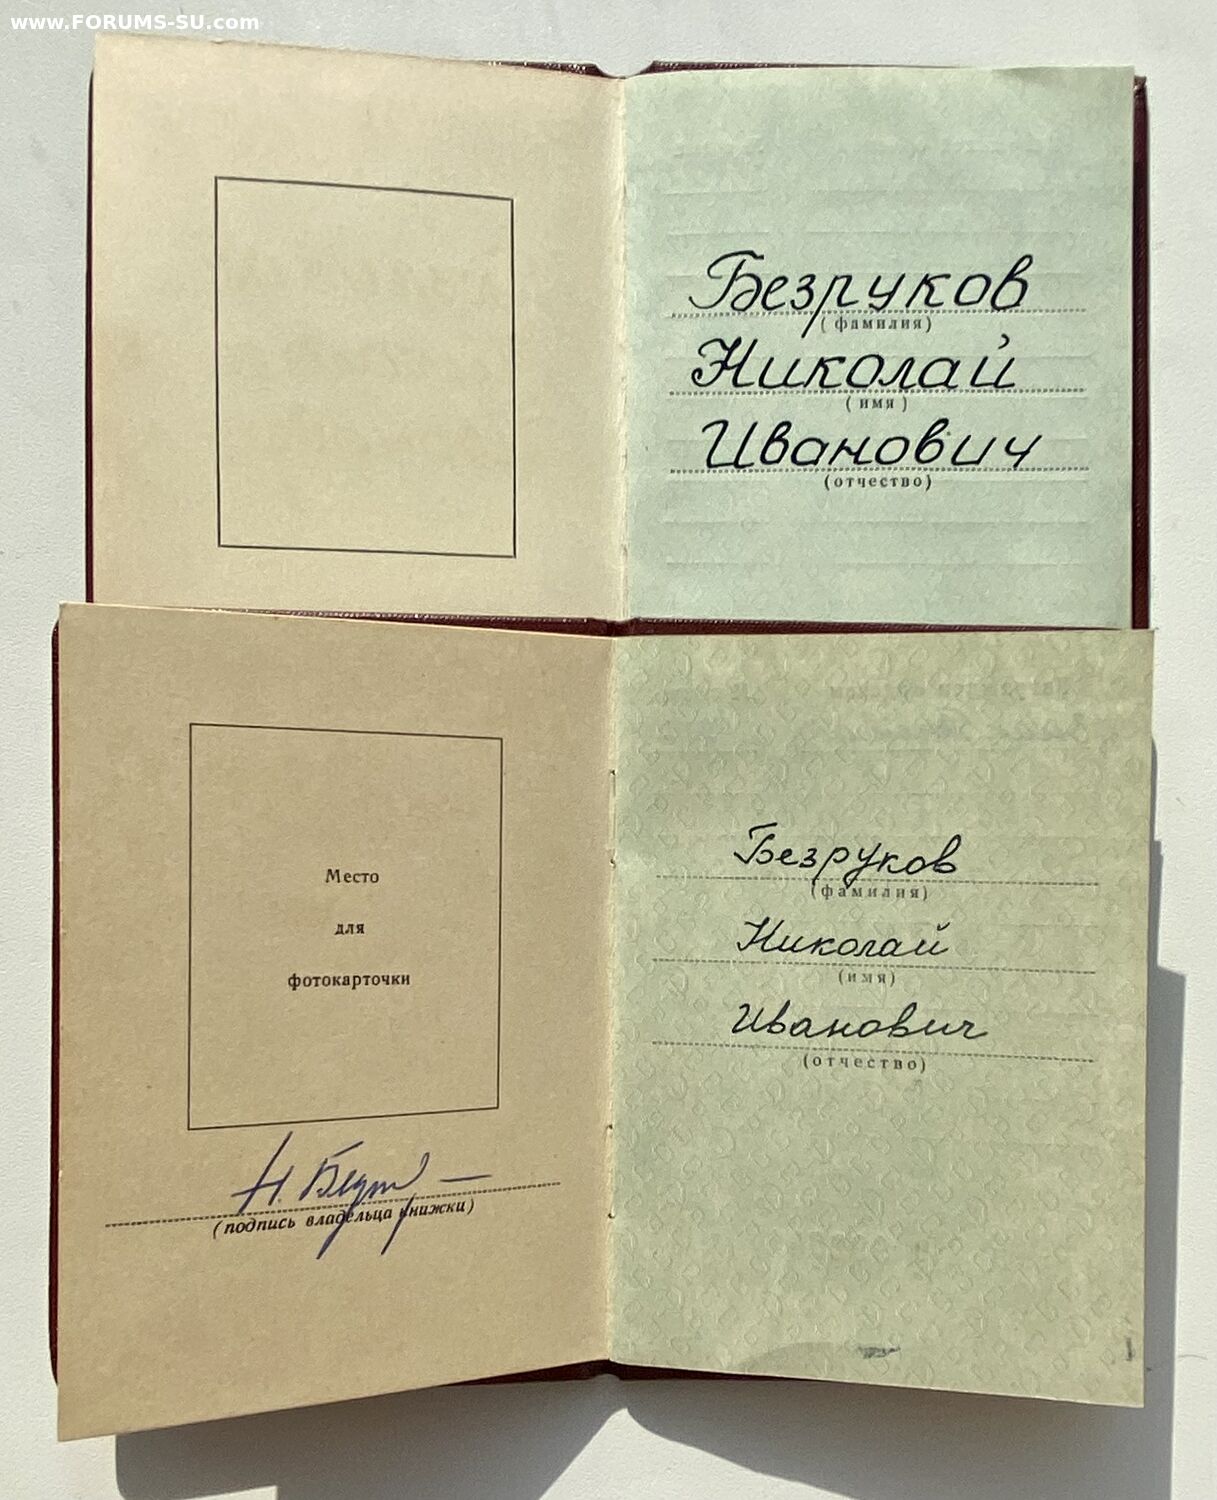 www.FORUMS-SU.com
Безруков
(фамилия)
Николай
(имя)
Иванович
(отчество)
Место
для
фотокарточки
Н.
(подпись владельца книжки)
Безруков
(фамилия)
Николай
(имя)
Иванович
(отчество)